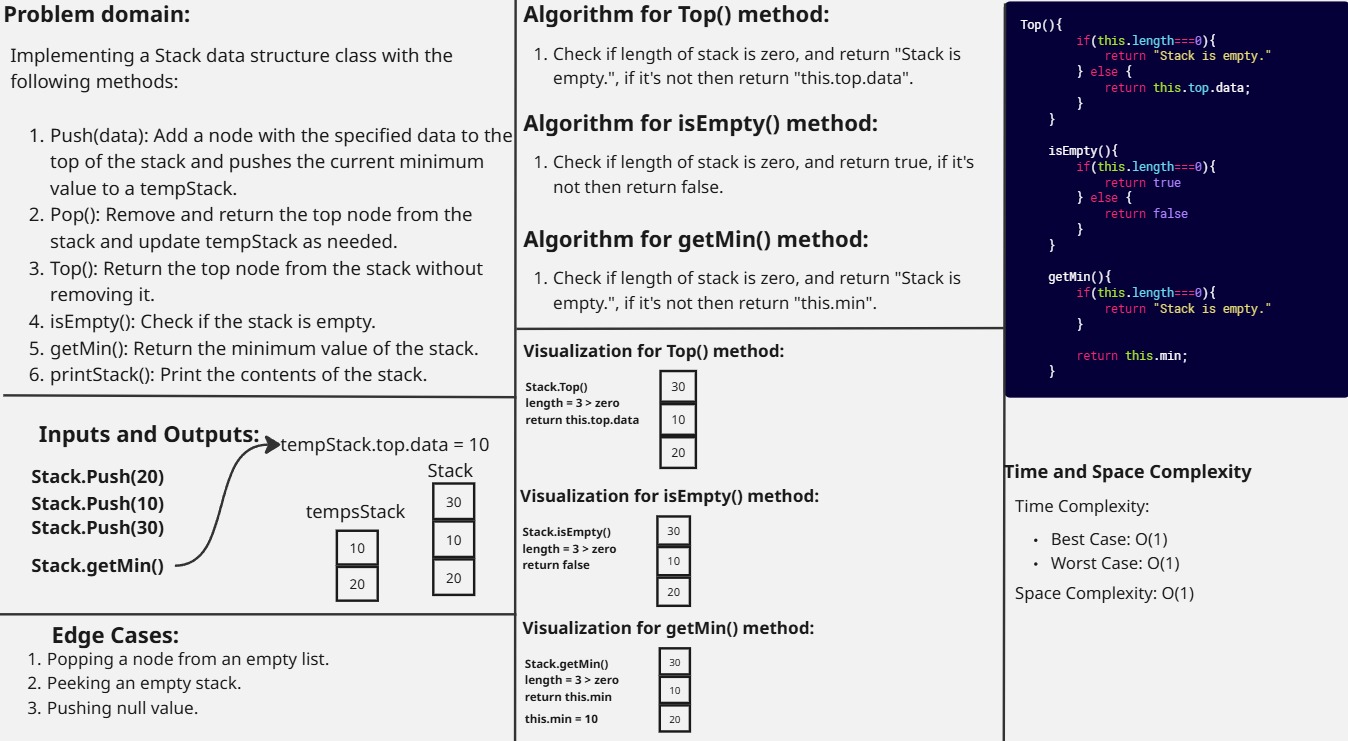 Problem domain:
Implementing a Stack data structure class with the
following methods:
1. Push(data): Add a node with the specified data to the
top of the stack and pushes the current minimum
value to a tempStack.
2. Pop(): Remove and return the top node from the
stack and update tempStack as needed.
3. Top(): Return the top node from the stack without
removing it.
4. isEmpty(): Check if the stack is empty.
5. getMin(): Return the minimum value of the stack.
6. printStack(): Print the contents of the stack.
Inputs and Outputs:
Stack.Push(20)
Stack.Push(10)
Stack.Push(30)
Stack.getMin()
tempStack.top.data = 10
tempsStack
10
20
Stack
30
10
20
Edge Cases:
1. Popping a node from an empty list.
2. Peeking an empty stack.
3. Pushing null value.
Algorithm for Top() method:
1. Check if length of stack is zero, and return "Stack is
empty.", if it's not then return "this.top.data".
Algorithm for isEmpty() method:
1. Check if length of stack is zero, and return true, if it's
not then return false.
Algorithm for getMin() method:
1. Check if length of stack is zero, and return "Stack is
empty.", if it's not then return "this.min".
Visualization for Top() method:
Stack.Top()
length = 3 > zero
return this.top.data
30
10
20
Visualization for isEmpty() method:
Stack.isEmpty()
length = 3 > zero
return false
30
10
20
Visualization for getMin() method:
Stack.getMin()
length = 3 > zero
return this.min
this.min = 10
30
10
20
Top(){
if(this.length===0){
return "Stack is empty."
} else {
return this.top.data;
}
}
isEmpty(){
if(this.length===0){
return true
} else {
return false
}
}
getMin(){
if(this.length===0){
return "Stack is empty."
}
return this.min;
}
Time and Space Complexity
Time Complexity:
• Best Case: O(1)
• Worst Case: O(1)
Space Complexity: O(1)